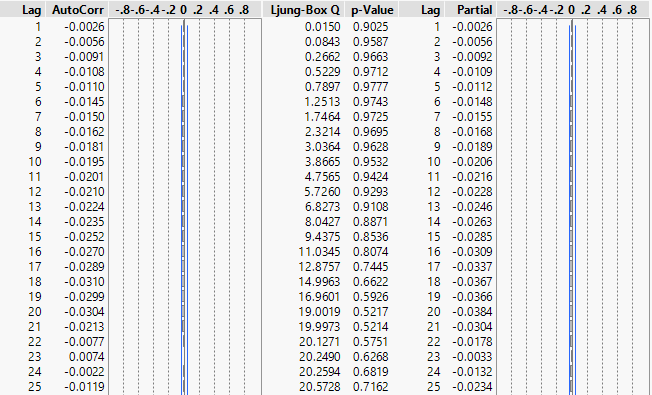 Lag AutoCorr -.8-.6-.4-.2 0 .2 .4 .6 .8 Ljung-Box Q p-Value Lag Partial -.8-.6-.4-.2 0 .2 .4 .6 .8
1 -0.0026 0.0150 0.9025 1 -0.0026
2 -0.0056 0.0843 0.9587 2 -0.0056
3 -0.0091 0.2662 0.9663 3 -0.0092
4 -0.0108 0.5229 0.9712 4 -0.0109
5 -0.0110 0.7897 0.9777 5 -0.0112
6 -0.0145 1.2513 0.9743 6 -0.0148
7 -0.0150 1.7464 0.9725 7 -0.0155
8 -0.0162 2.3214 0.9695 8 -0.0168
9 -0.0181 3.0364 0.9628 9 -0.0189
10 -0.0195 3.8665 0.9532 10 -0.0206
11 -0.0201 4.7565 0.9424 11 -0.0216
12 -0.0210 5.7260 0.9293 12 -0.0228
13 -0.0224 6.8273 0.9108 13 -0.0246
14 -0.0235 8.0427 0.8871 14 -0.0263
15 -0.0252 9.4375 0.8536 15 -0.0285
16 -0.0270 11.0345 0.8074 16 -0.0309
17 -0.0289 12.8757 0.7445 17 -0.0337
18 -0.0310 14.9963 0.6622 18 -0.0367
19 -0.0299 16.9601 0.5926 19 -0.0366
20 -0.0304 19.0019 0.5217 20 -0.0384
21 -0.0213 19.9973 0.5214 21 -0.0304
22 -0.0077 20.1271 0.5751 22 -0.0178
23 0.0074 20.2490 0.6268 23 -0.0033
24 -0.0022 20.2594 0.6819 24 -0.0132
25 -0.0119 20.5728 0.7162 25 -0.0234